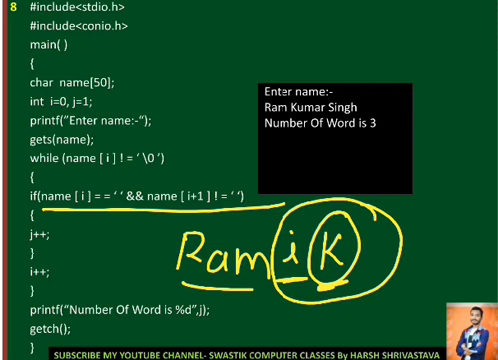 8 #include<stdio.h>
#include<conio.h>
main( )
{
char name[50];
int i=0, j=1;
printf(“Enter name:-“);
gets(name);
while (name [ i ] ! = ‘ \0 ’)
{
if(name [ i ] = = ‘ ‘ && name [ i+1 ] ! = ‘ ‘)
{
j++;
}
i++;
}
printf(“Number Of Word is %d”,j);
getch();
}
Enter name:-
Ram Kumar Singh
Number Of Word is 3
Ram i K
SUBSCRIBE MY YOUTUBE CHANNEL- SWASTIK COMPUTER CLASSES By HARSH SHRIVASTAVA